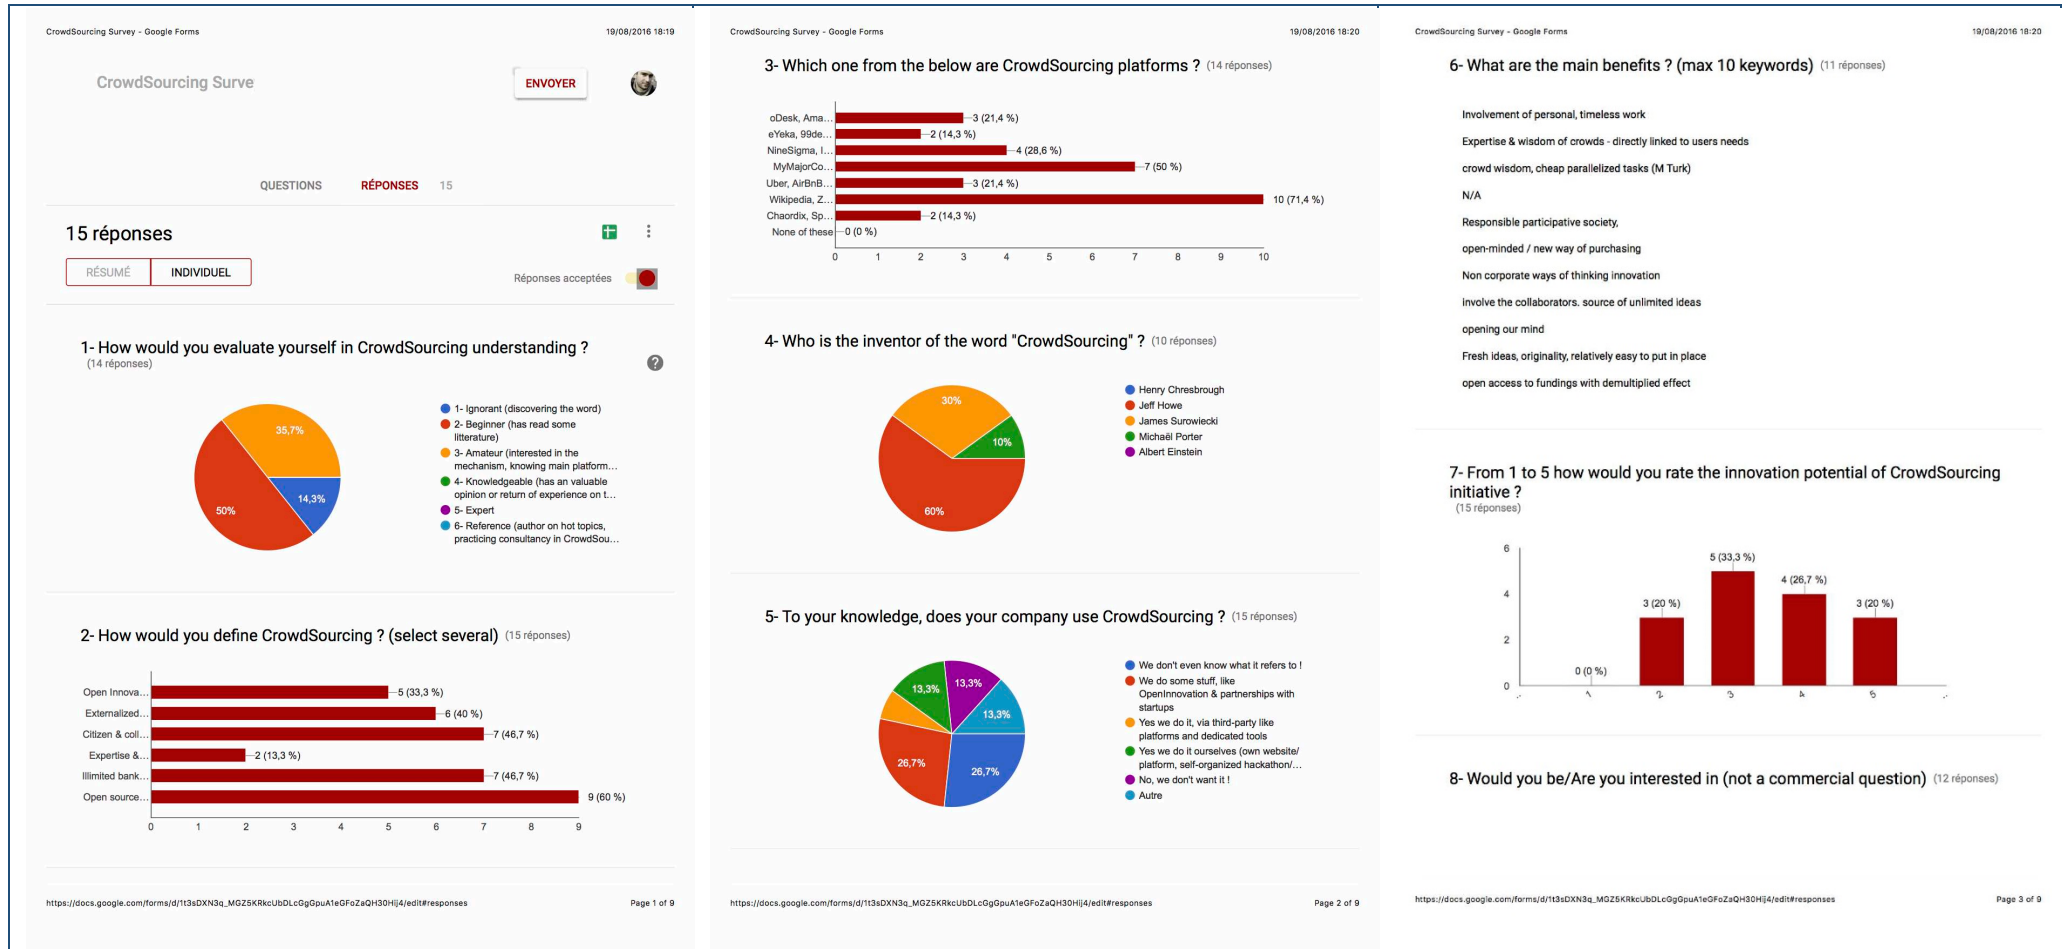 CrowdSourcing Survey - Google Forms
19/08/2016 18:19
CrowdSourcing Surve
ENVOYER
QUESTIONS
RÉPONSES
15
15 réponses
RÉSUMÉ
INDIVIDUEL
Réponses acceptées
1- How would you evaluate yourself in CrowdSourcing understanding ?
(14 réponses)
35,7%
14,3%
50%
1- Ignorant (discovering the word)
2- Beginner (has read some
litterature)
3- Amateur (interested in the
mechanism, knowing main platform...
4- Knowledgeable (has an valuable
opinion or return of experience on t...
5- Expert
6- Reference (author on hot topics,
practicing consultancy in CrowdSou...
2- How would you define CrowdSourcing ? (select several) (15 réponses)
Open Innova... 5 (33,3 %)
Externalized... 6 (40 %)
Citizen & coll... 7 (46,7 %)
Expertise &... 2 (13,3 %)
Illimited bank... 7 (46,7 %)
Open source... 9 (60 %)
0 1 2 3 4 5 6 7 8 9
https://docs.google.com/forms/d/1t3sDXN3q_MGZ5KRkcUbDLcGgGpuA1eGFoZaQH30Hij4/edit#responses
Page 1 of 9
CrowdSourcing Survey - Google Forms
19/08/2016 18:20
3- Which one from the below are CrowdSourcing platforms ? (14 réponses)
oDesk, Ama... 3 (21,4 %)
eYeka, 99de... 2 (14,3 %)
NineSigma, I... 4 (28,6 %)
MyMajorCo... 7 (50 %)
Uber, AirBnB... 3 (21,4 %)
Wikipedia, Z... 10 (71,4 %)
Chaordix, Sp... 2 (14,3 %)
None of these 0 (0 %)
0 1 2 3 4 5 6 7 8 9 10
4- Who is the inventor of the word "CrowdSourcing" ? (10 réponses)
30%
10%
60%
Henry Chresbrough
Jeff Howe
James Surowiecki
Michaël Porter
Albert Einstein
5- To your knowledge, does your company use CrowdSourcing ? (15 réponses)
13,3%
13,3%
13,3%
26,7%
26,7%
We don't even know what it refers to !
We do some stuff, like
OpenInnovation & partnerships with
startups
Yes we do it, via third-party like
platforms and dedicated tools
Yes we do it ourselves (own website/
platform, self-organized hackathon/...
No, we don't want it !
Autre
https://docs.google.com/forms/d/1t3sDXN3q_MGZ5KRkcUbDLcGgGpuA1eGFoZaQH30Hij4/edit#responses
Page 2 of 9
CrowdSourcing Survey - Google Forms
19/08/2016 18:20
6- What are the main benefits ? (max 10 keywords) (11 réponses)
Involvement of personal, timeless work
Expertise & wisdom of crowds - directly linked to users needs
crowd wisdom, cheap parallelized tasks (M Turk)
N/A
Responsible participative society,
open-minded / new way of purchasing
Non corporate ways of thinking innovation
involve the collaborators. source of unlimited ideas
opening our mind
Fresh ideas, originality, relatively easy to put in place
open access to fundings with demultiplied effect
7- From 1 to 5 how would you rate the innovation potential of CrowdSourcing
initiative ?
(15 réponses)
6
4
2
0
0 (0 %)
3 (20 %)
5 (33,3 %)
4 (26,7 %)
3 (20 %)
.. 1 2 3 4 5 ..
8- Would you be/Are you interested in (not a commercial question) (12 réponses)
https://docs.google.com/forms/d/1t3sDXN3q_MGZ5KRkcUbDLcGgGpuA1eGFoZaQH30Hij4/edit#responses
Page 3 of 9